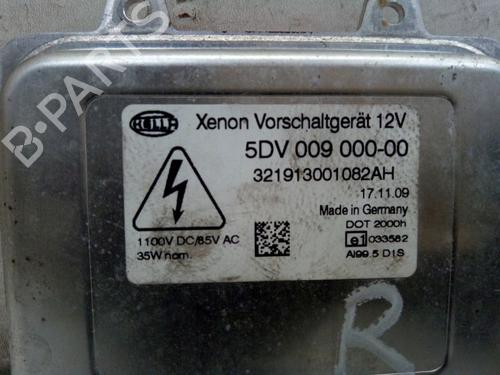 B-PARTS
HELLA
Xenon Vorschaltgerät 12V
5DV 009 000-00
321913001082AH
17.11.09
Made in Germany
DOT 2000h
1100V DC/85V AC
e1 033582
35W nom.
Al99.5 D1S
R